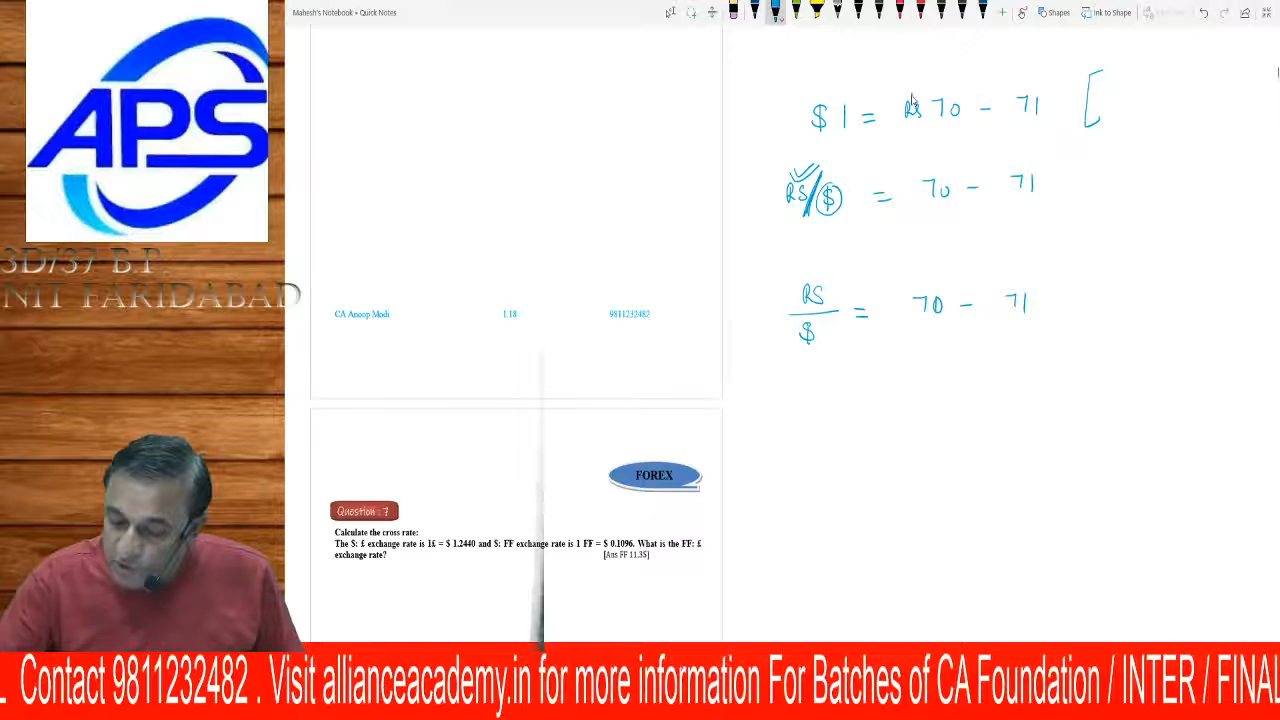 Mahesh's Notebook • Quick Notes
Shapes
Ink to Shape
APS
3D/37 B.P.
NIT FARIDABAD
$ 1 = RS 70 - 71 [
RS/$ = 70 - 71
RS
$ = 70 - 71
CA Anoop Modi 1.18 9811232482
FOREX
Question : 7
Calculate the cross rate:
The $: £ exchange rate is 1£ = $ 1.2440 and $: FF exchange rate is 1 FF = $ 0.1096. What is the FF: £
exchange rate? [Ans FF 11.35]
. Contact 9811232482 . Visit allianceacademy.in for more information For Batches of CA Foundation / INTER / FINAL